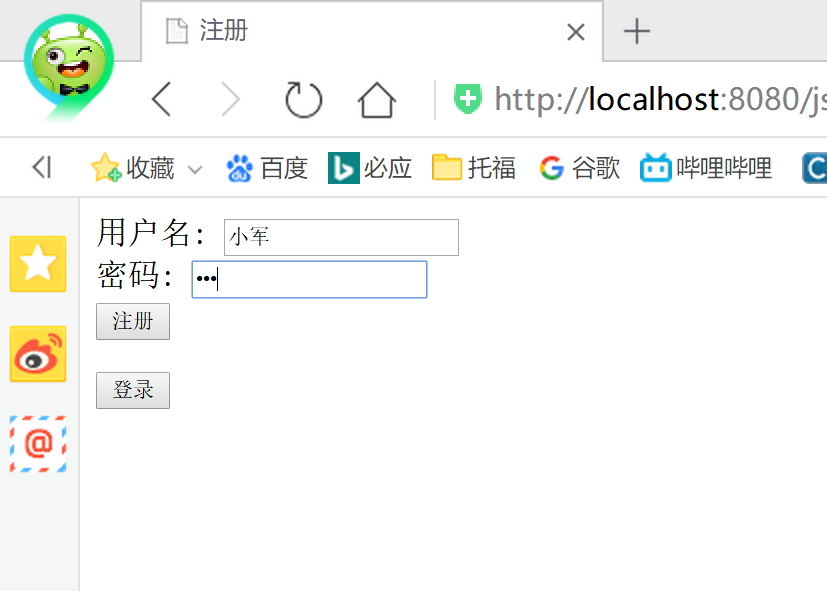 注册
http://localhost:8080/js
收藏 百度 必应 托福 谷歌 哔哩哔哩 C
用户名： 小军
密码： •••
注册
登录
@